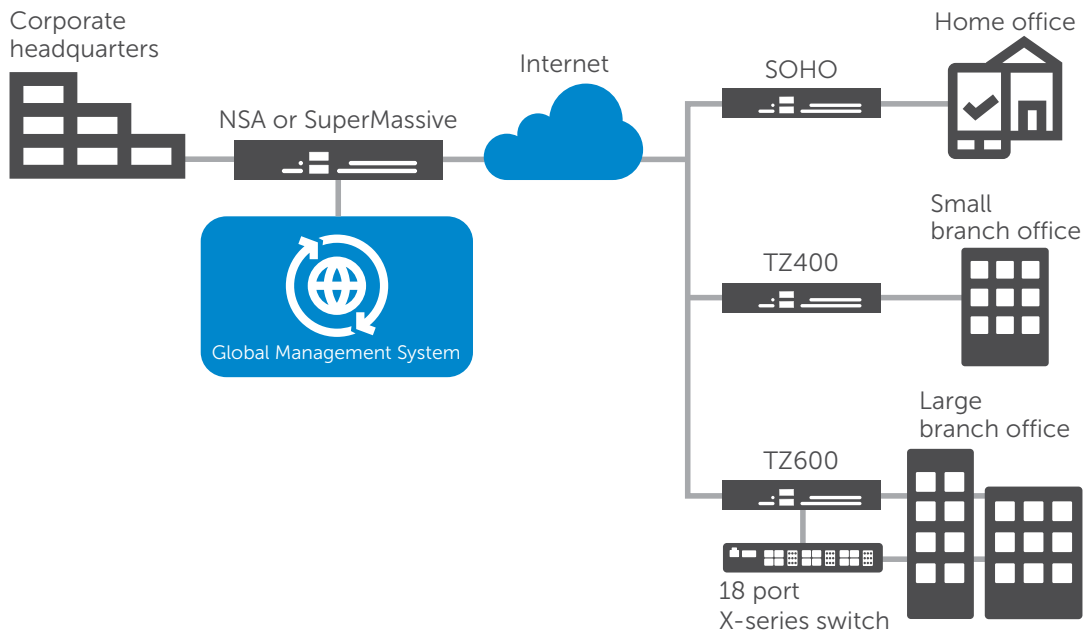 Corporate
headquarters
NSA or SuperMassive
Internet
Global Management System
SOHO
Home office
TZ400
Small
branch office
TZ600
Large
branch office
18 port
X-series switch